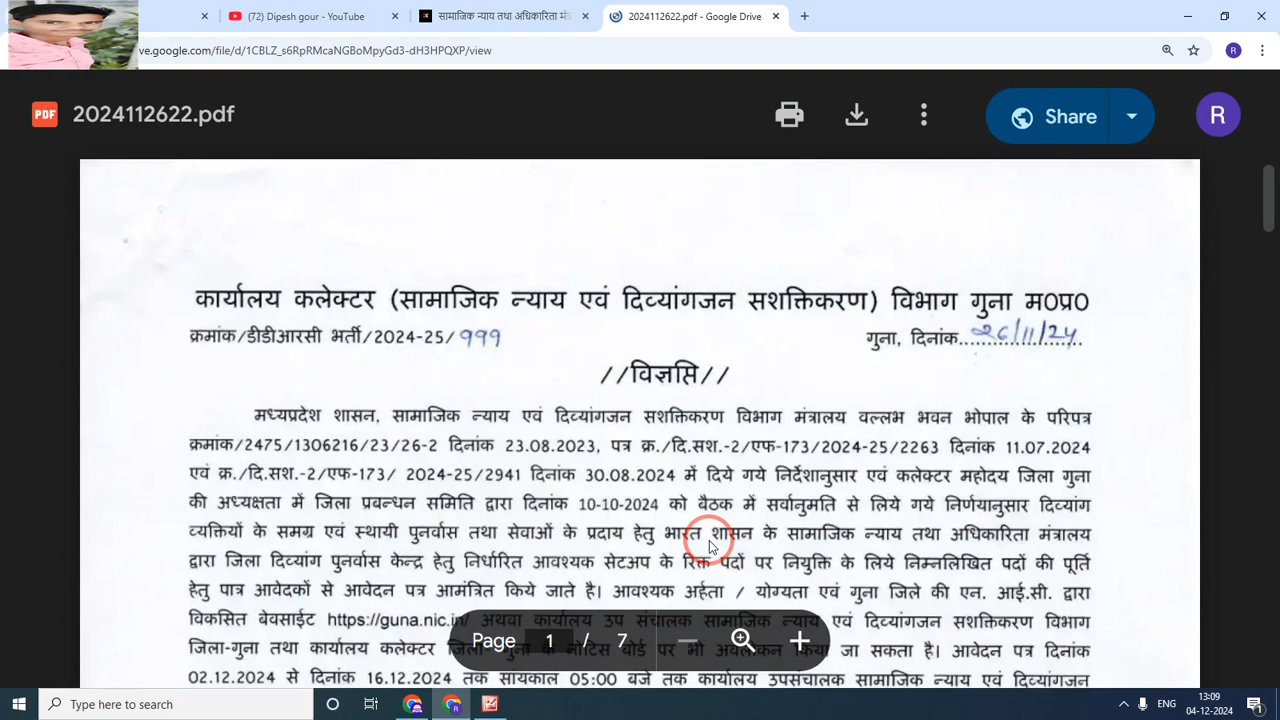 (72) Dipesh gour - YouTube
सामाजिक न्याय तथा अधिकारिता मं
2024112622.pdf - Google Drive
ve.google.com/file/d/1CBLZ_s6RpRMcaNGBoMpyGd3-dH3HPQXP/view
R
PDF
2024112622.pdf
Share
R
कार्यालय कलेक्टर (सामाजिक न्याय एवं दिव्यांगजन सशक्तिकरण) विभाग गुना म0प्र0
क्रमांक/डीडीआरसी भर्ती/2024-25/999
गुना, दिनांक..26/11/24..
//विज्ञप्ति//
मध्यप्रदेश शासन, सामाजिक न्याय एवं दिव्यांगजन सशक्तिकरण विभाग मंत्रालय वल्लभ भवन भोपाल के परिपत्र
क्रमांक/2475/1306216/23/26-2 दिनांक 23.08.2023, पत्र क्र./दि.सश.-2/एफ-173/2024-25/2263 दिनांक 11.07.2024
एवं क्र./दि.सश.-2/एफ-173/ 2024-25/2941 दिनांक 30.08.2024 में दिये गये निर्देशानुसार एवं कलेक्टर महोदय जिला गुना
की अध्यक्षता में जिला प्रबन्धन समिति द्वारा दिनांक 10-10-2024 को बैठक में सर्वानुमति से लिये गये निर्णयानुसार दिव्यांग
व्यक्तियों के समग्र एवं स्थायी पुनर्वास तथा सेवाओं के प्रदाय हेतु भारत शासन के सामाजिक न्याय तथा अधिकारिता मंत्रालय
द्वारा जिला दिव्यांग पुनर्वास केन्द्र हेतु निर्धारित आवश्यक सेटअप के रिक्त पदों पर नियुक्ति के लिये निम्नलिखित पदों की पूर्ति
हेतु पात्र आवेदकों से आवेदन पत्र आमंत्रित किये जाते है। आवश्यक अर्हता / योग्यता एवं गुना जिले की एन. आई.सी. द्वारा
विकसित बेवसाईट https://guna.nic.in/ अथवा कार्यालय उप संचालक सामाजिक न्याय एवं दिव्यांगजन सशक्तिकरण विभाग
जिला-गुना तथा कार्यालय कलेक्टर जिला गुना के नोटिस बोर्ड पर भी अवलोकन किया जा सकता है। आवेदन पत्र दिनांक
02.12.2024 से दिनांक 16.12.2024 तक सांयकाल 05:00 बजे तक कार्यालय उपसंचालक सामाजिक न्याय एवं दिव्यांगजन
Page 1 / 7
Type here to search
ENG
13:09
04-12-2024